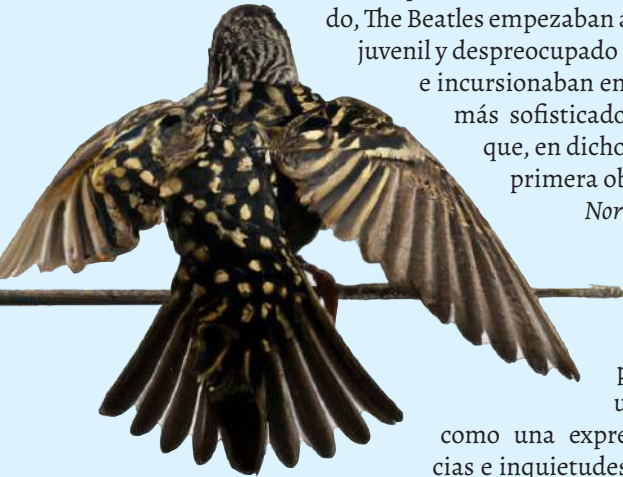 do, The Beatles empezaban a
juvenil y despreocupado
e incursionaban en
más sofisticado
que, en dicho
primera ob
Nor
p
u
como una expre
cias e inquietudes